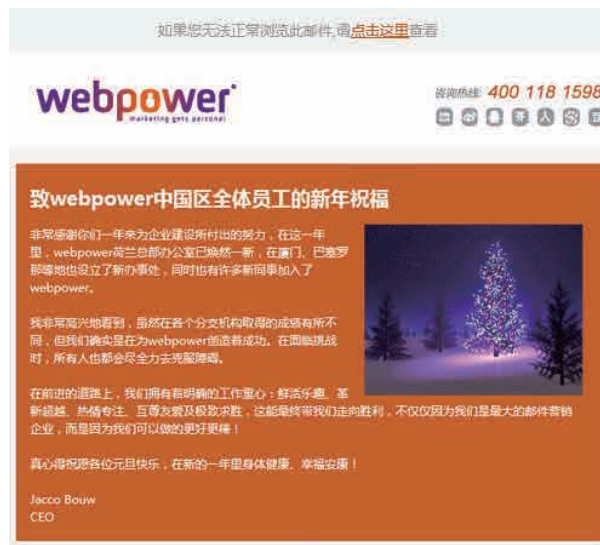 如果您无法正常浏览此邮件,请点击这里查看
webpower
marketing gets personal
咨询热线: 400 118 1598
致webpower中国区全体员工的新年祝福
非常感谢你们一年来为企业建设所付出的努力，在这一年
里，webpower荷兰总部办公室已焕然一新，在厦门、巴塞罗
那等地也设立了新办事处，同时也有许多新同事加入了
webpower。
我非常高兴地看到，虽然在各个分支机构取得的成绩有所不
同，但我们确实是在为webpower创造着成功。在面临挑战
时，所有人也都会尽全力去克服障碍。
在前进的道路上，我们拥有着明确的工作重心：鲜活乐趣、革
新超越、热情专注、互尊友爱及极致求胜，这能最终带我们走向胜利，不仅仅因为我们是最大的邮件营销
企业，而是因为我们可以做的更好更棒！
真心得祝愿各位元旦快乐，在新的一年里身体健康、幸福安康！
Jacco Bouw
CEO